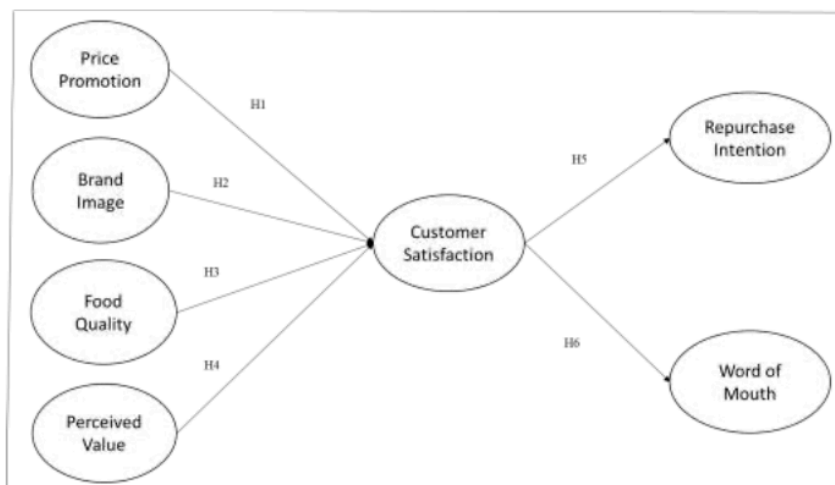 Price
Promotion
H1
Brand
Image
H2
Food
Quality
H3
Perceived
Value
H4
Customer
Satisfaction
H5
Repurchase
Intention
H6
Word of
Mouth